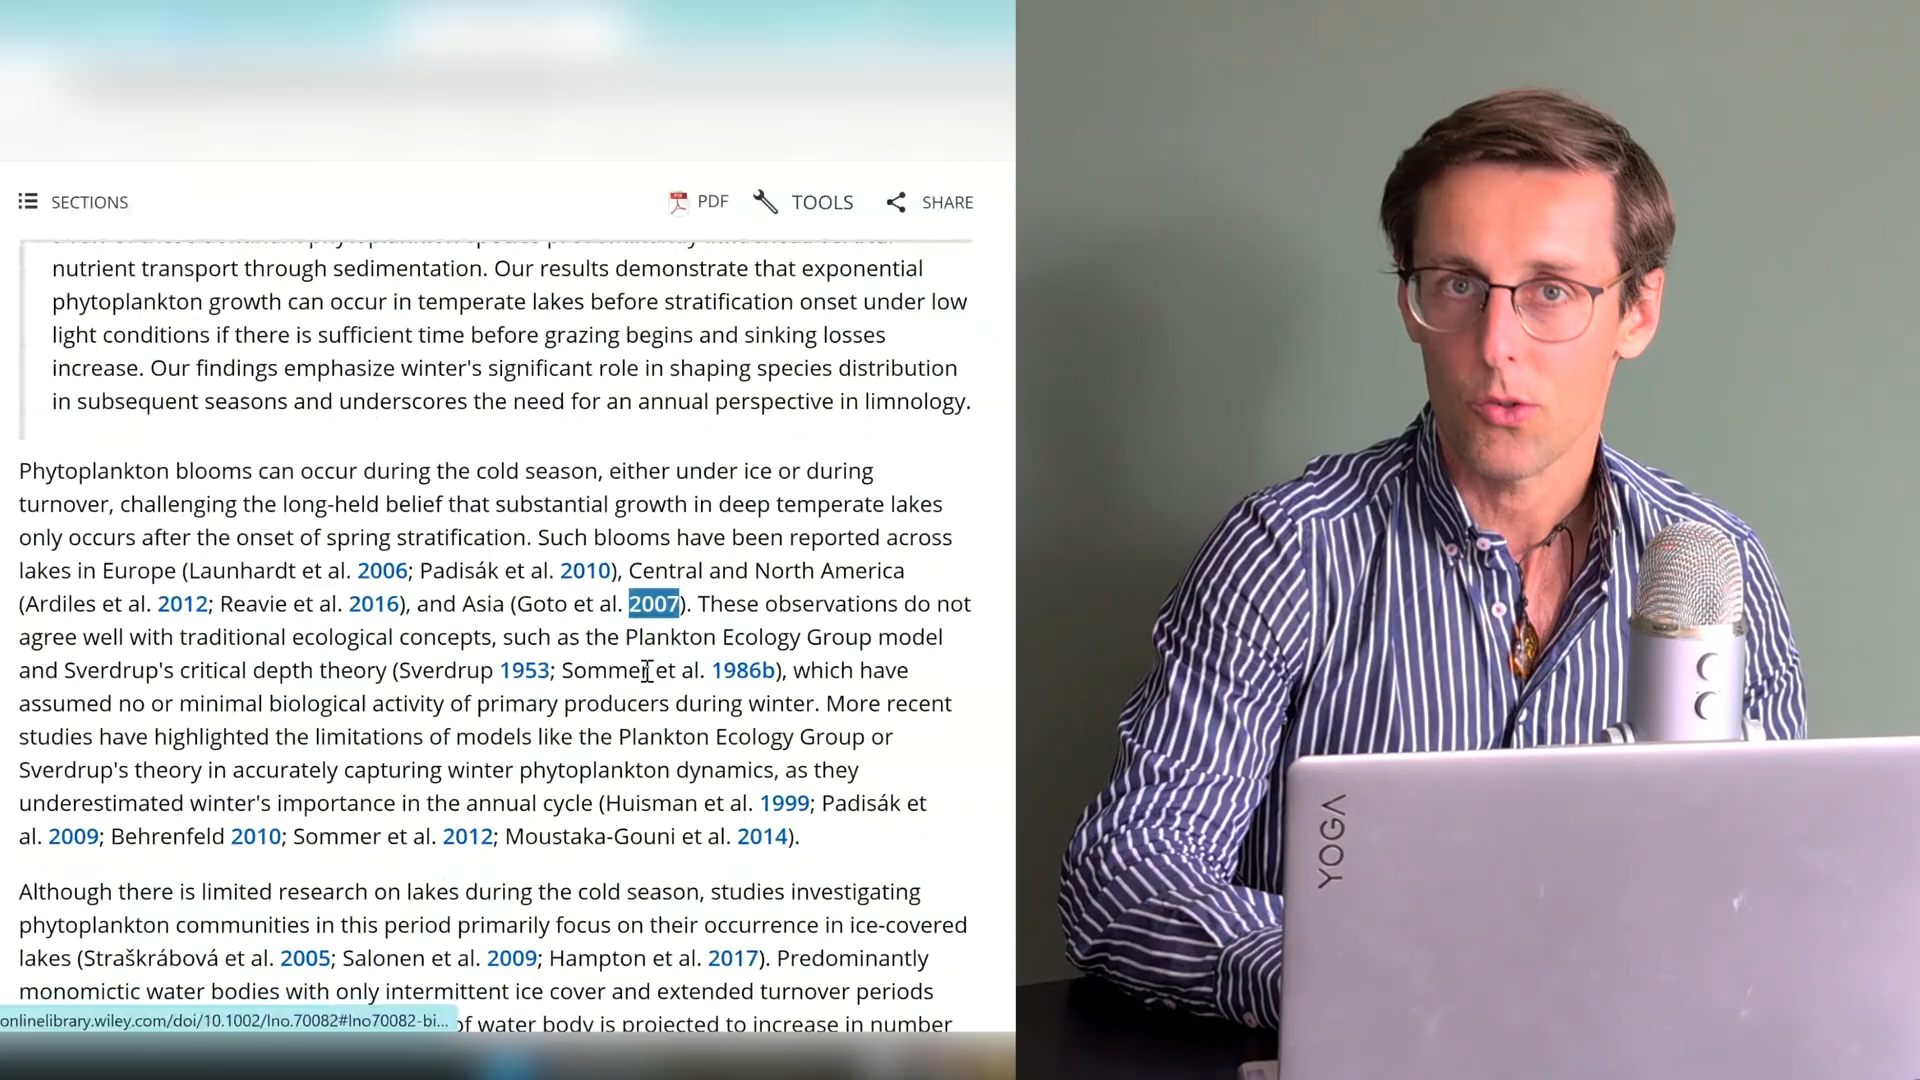 SECTIONS
PDF
TOOLS
SHARE
nutrient transport through sedimentation. Our results demonstrate that exponential
phytoplankton growth can occur in temperate lakes before stratification onset under low
light conditions if there is sufficient time before grazing begins and sinking losses
increase. Our findings emphasize winter's significant role in shaping species distribution
in subsequent seasons and underscores the need for an annual perspective in limnology.
Phytoplankton blooms can occur during the cold season, either under ice or during
turnover, challenging the long-held belief that substantial growth in deep temperate lakes
only occurs after the onset of spring stratification. Such blooms have been reported across
lakes in Europe (Launhardt et al. 2006; Padisák et al. 2010), Central and North America
(Ardiles et al. 2012; Reavie et al. 2016), and Asia (Goto et al. 2007). These observations do not
agree well with traditional ecological concepts, such as the Plankton Ecology Group model
and Sverdrup's critical depth theory (Sverdrup 1953; Sommer et al. 1986b), which have
assumed no or minimal biological activity of primary producers during winter. More recent
studies have highlighted the limitations of models like the Plankton Ecology Group or
Sverdrup's theory in accurately capturing winter phytoplankton dynamics, as they
underestimated winter's importance in the annual cycle (Huisman et al. 1999; Padisák et
al. 2009; Behrenfeld 2010; Sommer et al. 2012; Moustaka-Gouni et al. 2014).
Although there is limited research on lakes during the cold season, studies investigating
phytoplankton communities in this period primarily focus on their occurrence in ice-covered
lakes (Straškrábová et al. 2005; Salonen et al. 2009; Hampton et al. 2017). Predominantly
monomictic water bodies with only intermittent ice cover and extended turnover periods
of water body is projected to increase in number
onlinelibrary.wiley.com/doi/10.1002/lno.70082#lno70082-bi...
YOGA